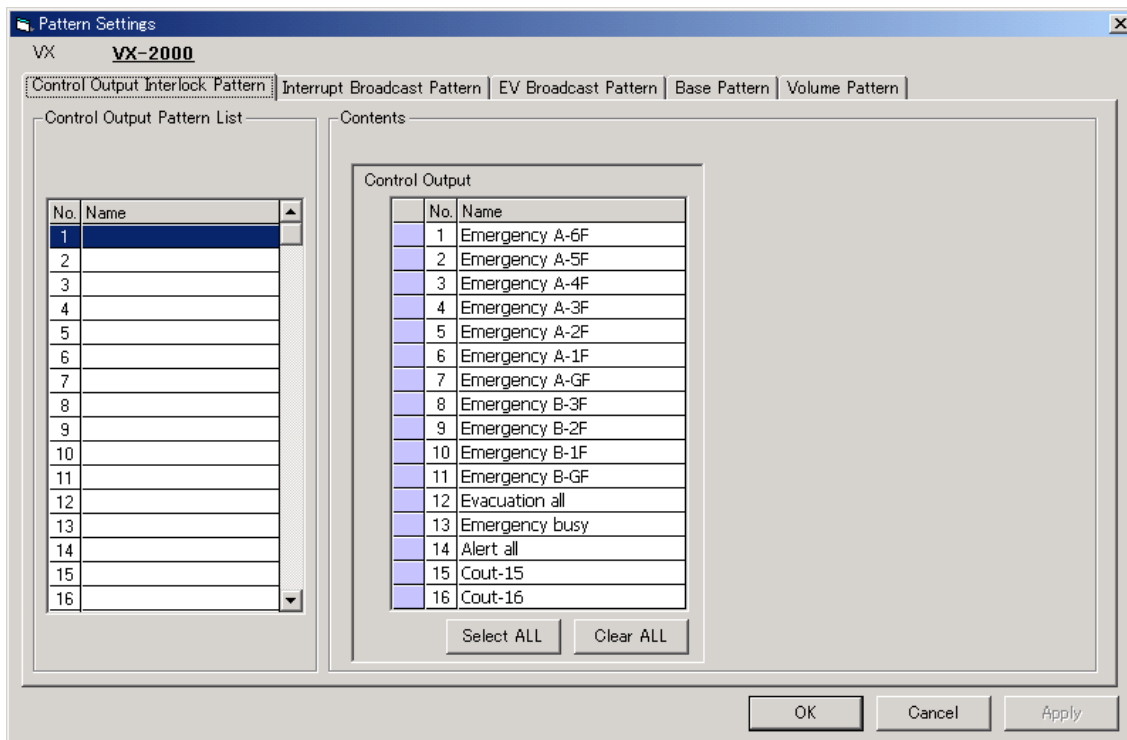 Pattern Settings
VX VX-2000
Control Output Interlock Pattern Interrupt Broadcast Pattern EV Broadcast Pattern Base Pattern Volume Pattern
Control Output Pattern List
No. Name
1
2
3
4
5
6
7
8
9
10
11
12
13
14
15
16
Contents
Control Output
No. Name
1 Emergency A-6F
2 Emergency A-5F
3 Emergency A-4F
4 Emergency A-3F
5 Emergency A-2F
6 Emergency A-1F
7 Emergency A-GF
8 Emergency B-3F
9 Emergency B-2F
10 Emergency B-1F
11 Emergency B-GF
12 Evacuation all
13 Emergency busy
14 Alert all
15 Cout-15
16 Cout-16
Select ALL Clear ALL
OK Cancel Apply